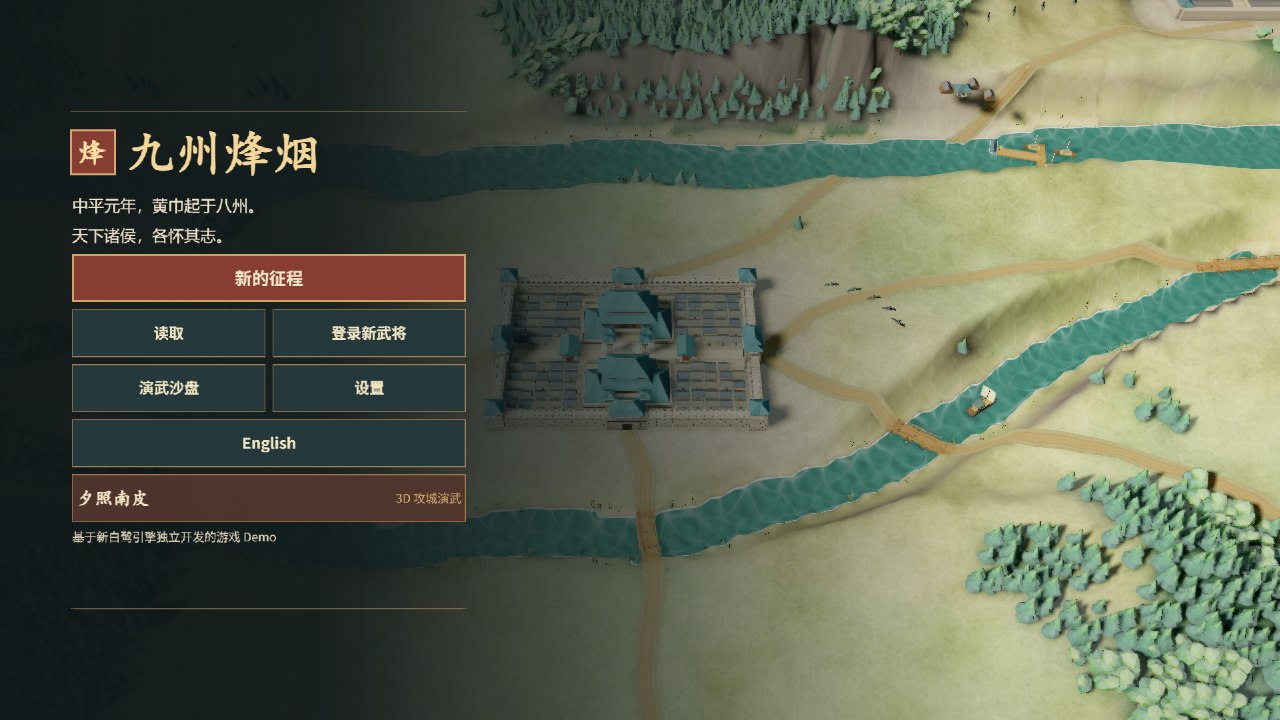 烽 九州烽烟
中平元年，黄巾起于八州。
天下诸侯，各怀其志。
新的征程
读取 登录新武将
演武沙盘 设置
English
夕照南皮 3D 攻城演武
基于新白鹭引擎独立开发的游戏 Demo